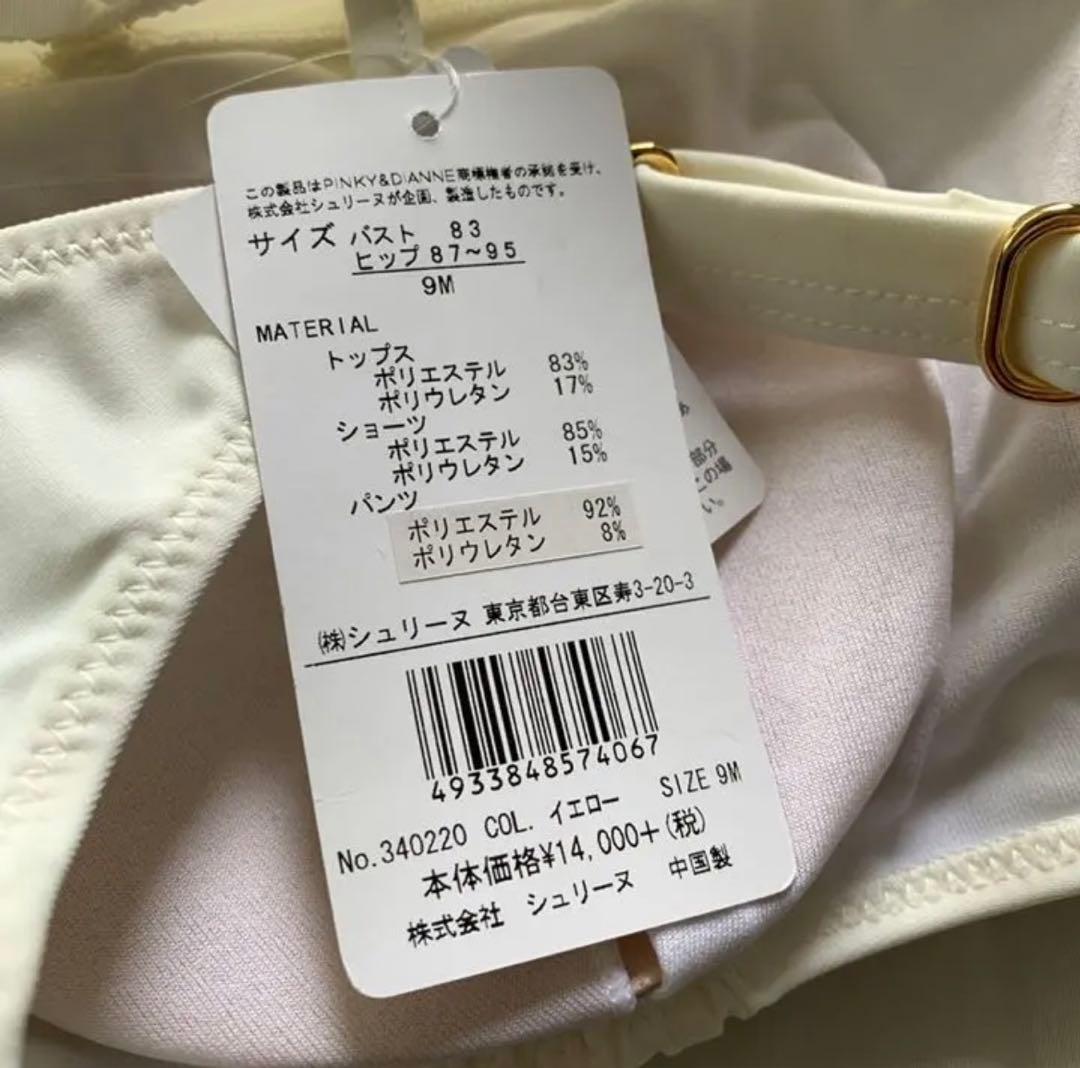 この製品はPINKY&DIANNE商標権者の承諾を受け、
株式会社シュリーヌが企画、製造したものです。
サイズ バスト 83
ヒップ 87～95
9M
MATERIAL
トップス
ポリエステル 83%
ポリウレタン 17%
ショーツ
ポリエステル 85%
ポリウレタン 15%
パンツ
ポリエステル 92%
ポリウレタン 8%
㈱シュリーヌ 東京都台東区寿3-20-3
4933848574067
No.340220 COL. イエロー SIZE 9M
本体価格¥14,000+(税)
株式会社 シュリーヌ 中国製
部分
この場
い。